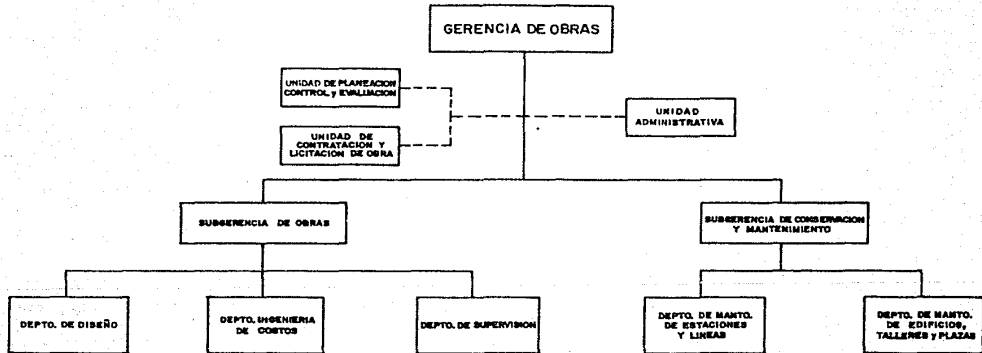 GERENCIA DE OBRAS
UNIDAD DE PLANEACION
CONTROL y EVALUACION
UNIDAD DE
CONTRATACION Y
LICITACION DE OBRA
UNIDAD
ADMINISTRATIVA
SUBGERENCIA DE OBRAS
SUBGERENCIA DE CONSERVACION
Y MANTENIMIENTO
DEPTO. DE DISEÑO
DEPTO. INGENIERIA
DE COSTOS
DEPTO. DE SUPERVISION
DEPTO. DE MANTO.
DE ESTACIONES
Y LINEAS
DEPTO. DE MANTO.
DE EDIFICIOS,
TALLERES y PLAZAS